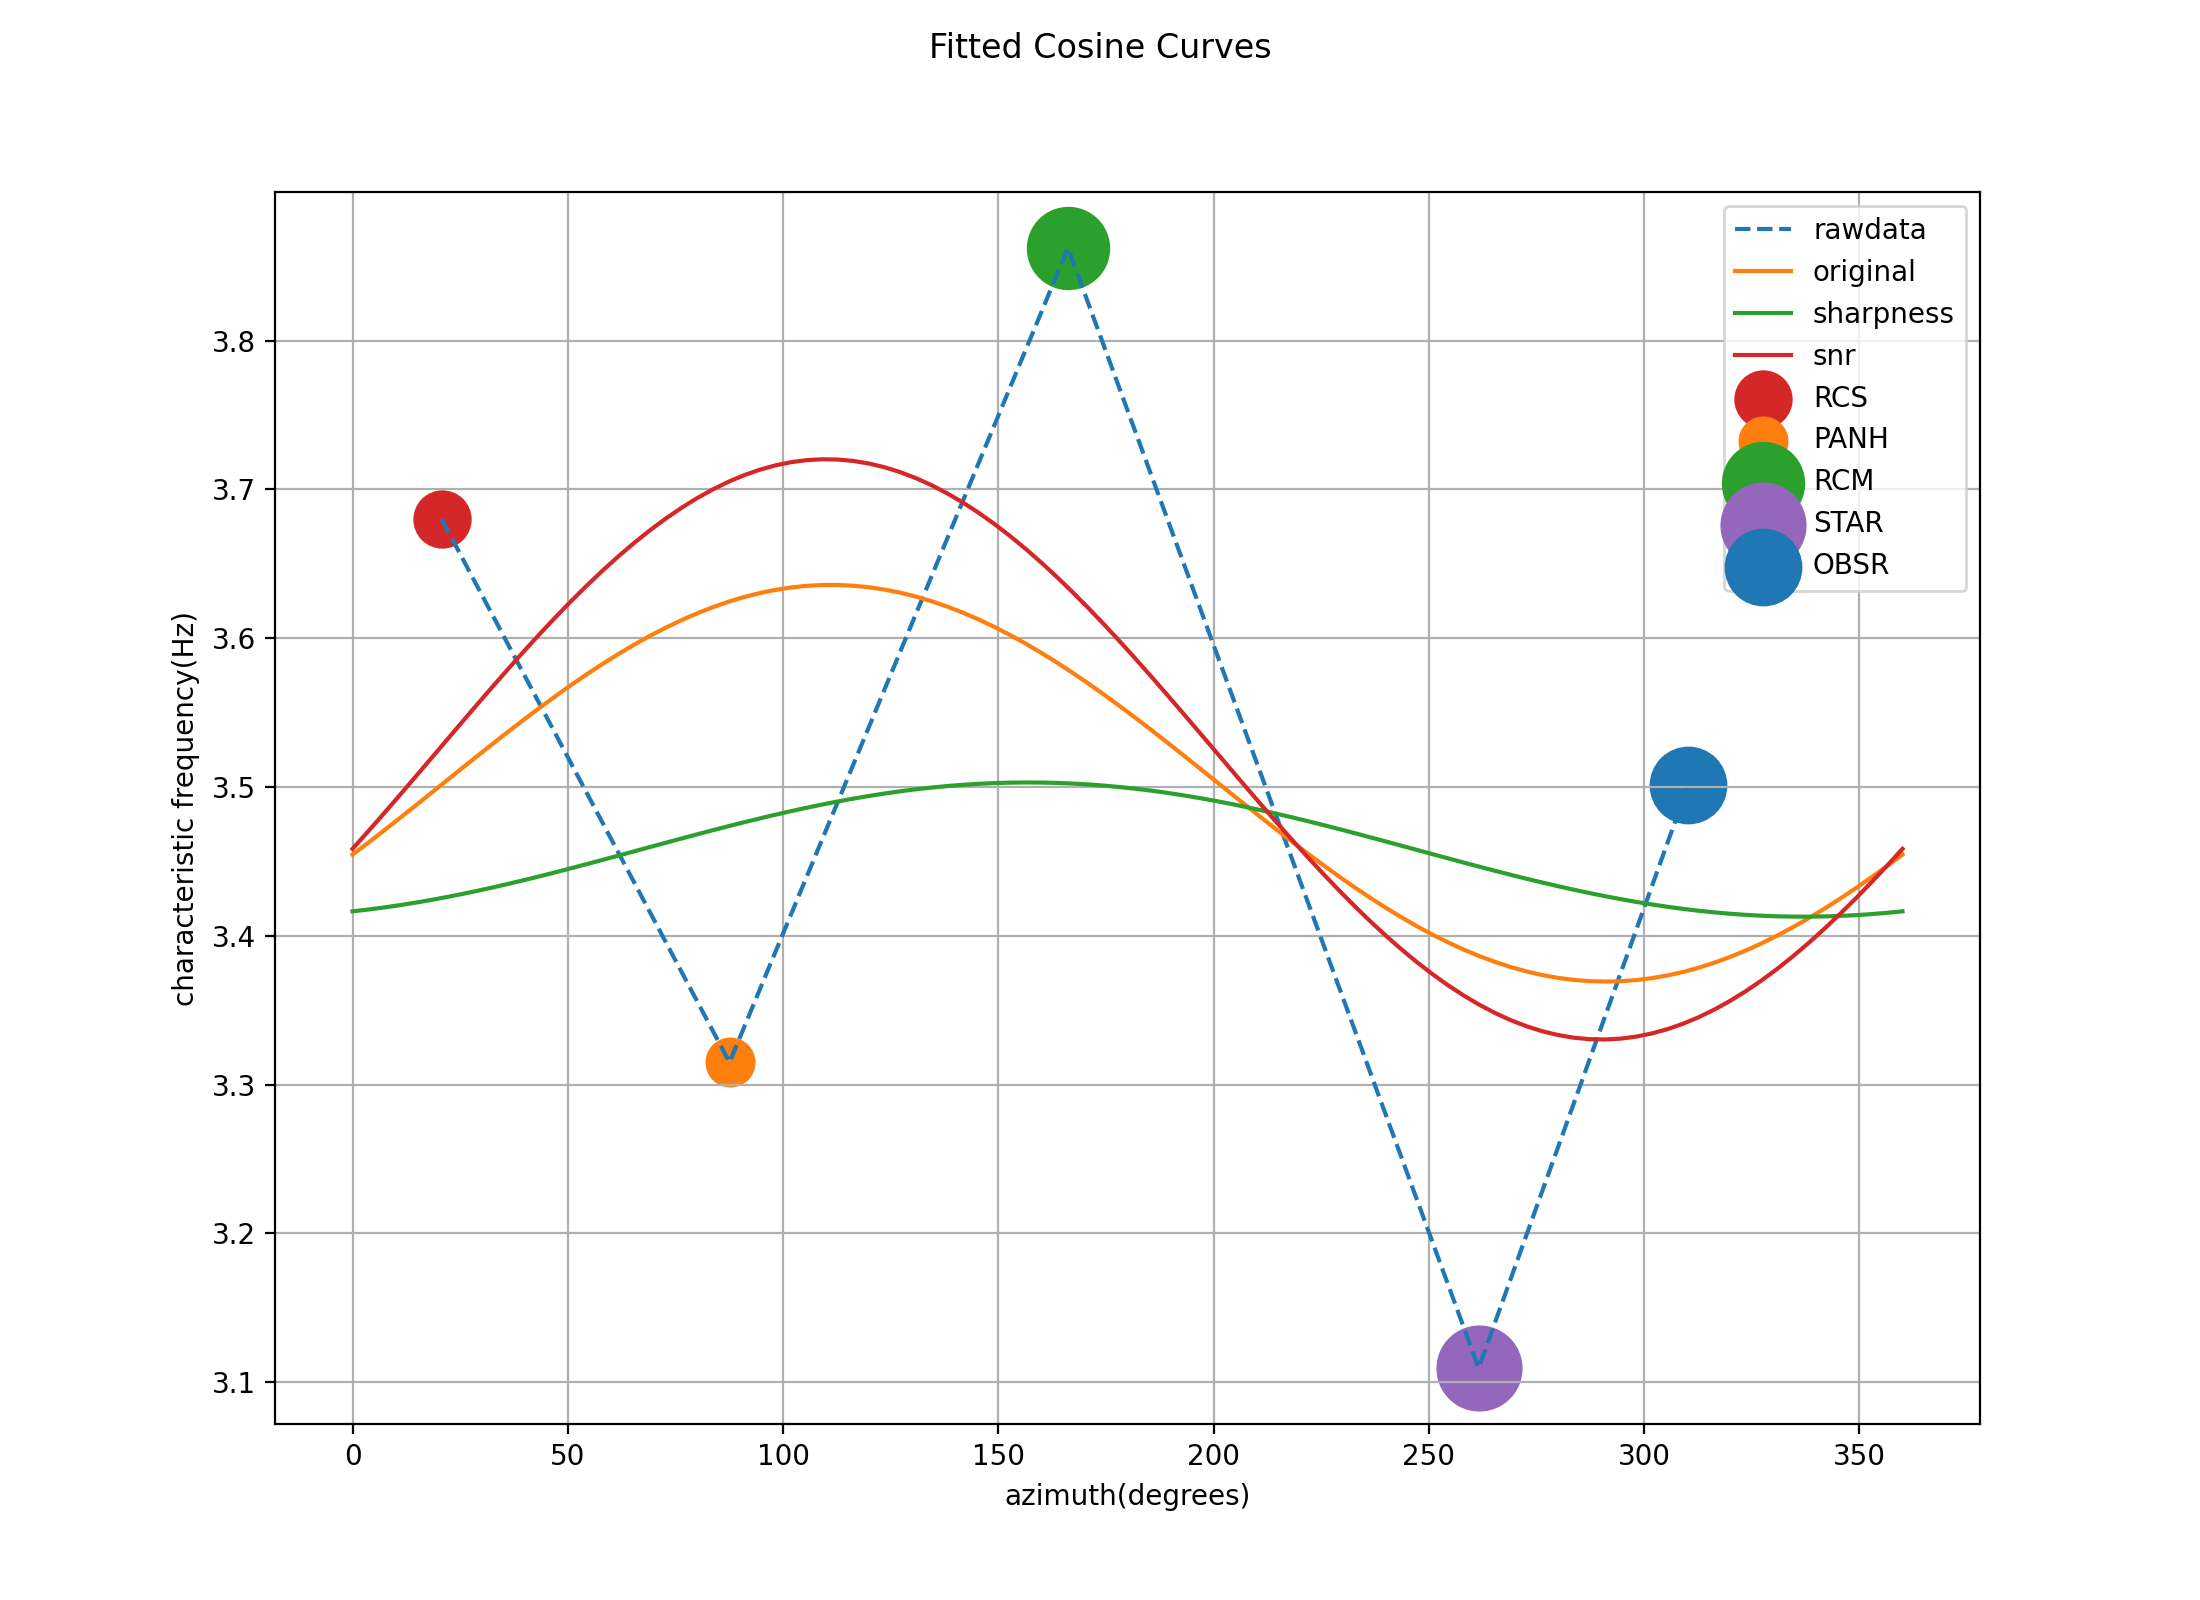 Fitted Cosine Curves
rawdata
original
sharpness
snr
RCS
PANH
RCM
STAR
OBSR
characteristic frequency(Hz)
3.8
3.7
3.6
3.5
3.4
3.3
3.2
3.1
0 50 100 150 200 250 300 350
azimuth(degrees)